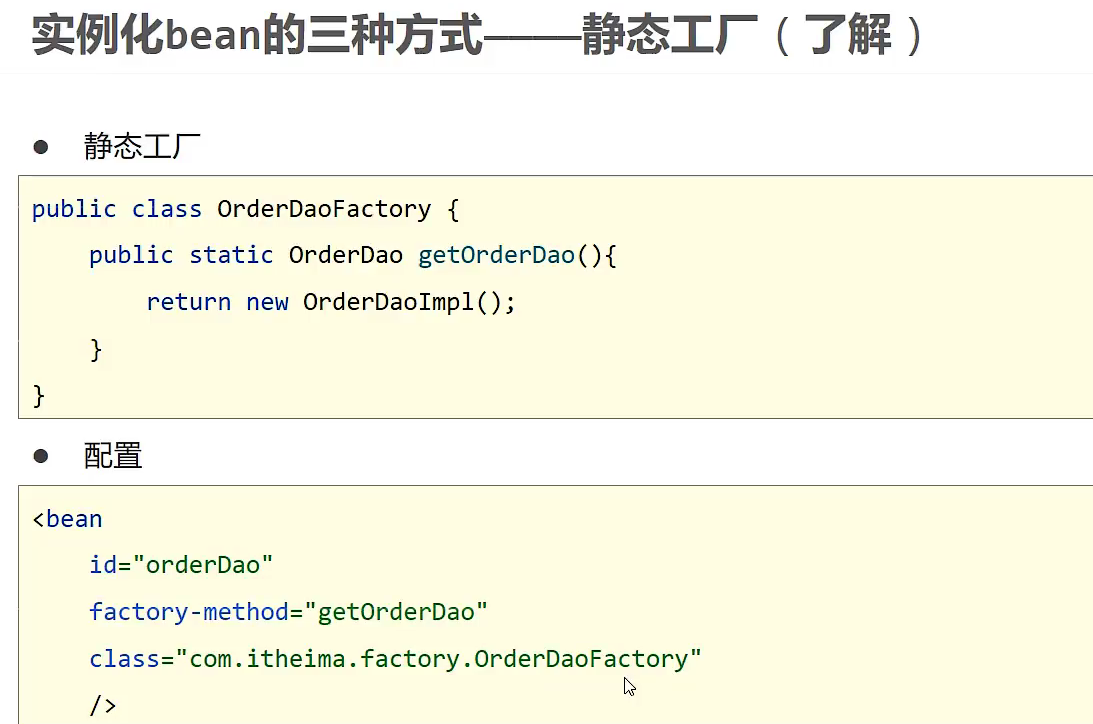 实例化bean的三种方式——静态工厂（了解）
● 静态工厂
public class OrderDaoFactory {
    public static OrderDao getOrderDao(){
        return new OrderDaoImpl();
    }
}
● 配置
<bean
    id="orderDao"
    factory-method="getOrderDao"
    class="com.itheima.factory.OrderDaoFactory"
    />